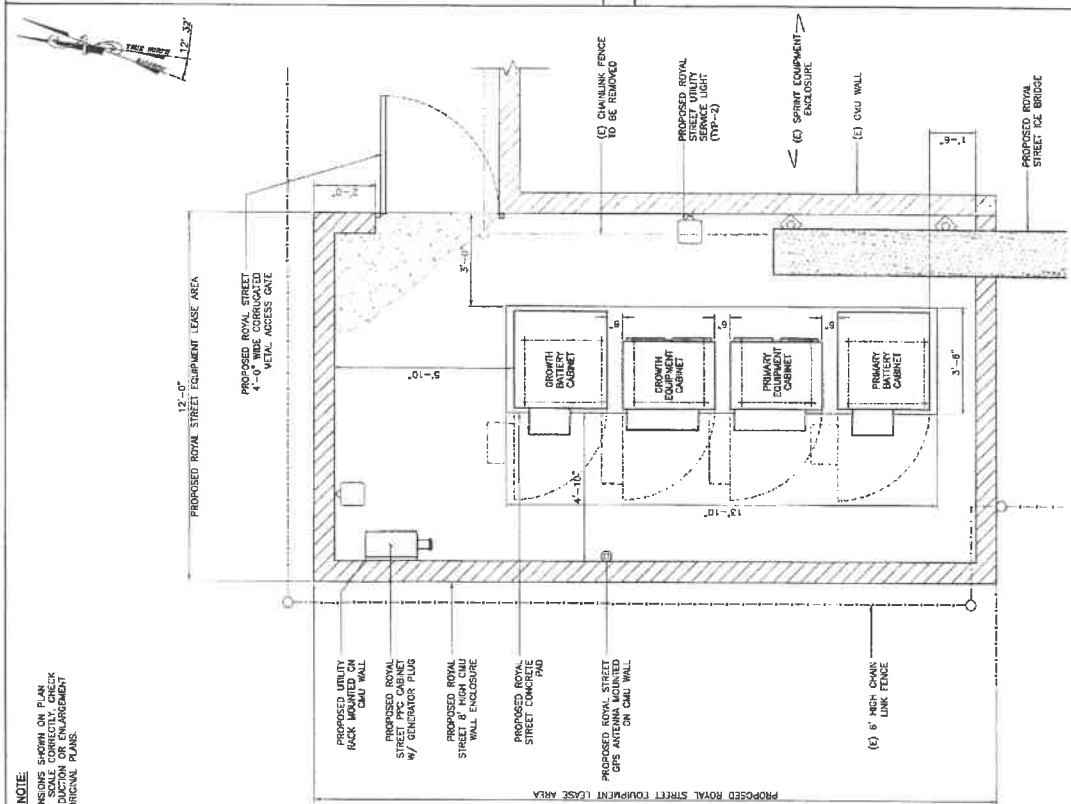 NOTE:
NSIONS SHOWN ON PLAN
SCALE CORRECTLY. CHECK
DUCTION OR ENLARGEMENT
RIGINAL PLANS.
TRUE NORTH
12° 32'
12'-0"
PROPOSED ROYAL STREET EQUIPMENT LEASE AREA
PROPOSED ROYAL STREET
4'-0" WIDE CORRUGATED
METAL ACCESS GATE
2'-0"
(E) CHAINLINK FENCE
TO BE REMOVED
PROPOSED ROYAL
STREET UTILITY
SERVICE LIGHT
(TYP-2)
(E) SPRINT EQUIPMENT
ENCLOSURE
(E) CMU WALL
1'-6"
PROPOSED ROYAL
STREET ICE BRIDGE
3'-0"
5'-10"
GROWTH
BATTERY
CABINET
6"
GROWTH
EQUIPMENT
CABINET
6"
PRIMARY
EQUIPMENT
CABINET
6"
PRIMARY
BATTERY
CABINET
3'-8"
4'-10"
13'-10"
PROPOSED UTILITY
RACK MOUNTED ON
CMU WALL
PROPOSED ROYAL
STREET PPC CABINET
W/ GENERATOR PLUG
PROPOSED ROYAL
STREET 8' HIGH CMU
WALL ENCLOSURE
PROPOSED ROYAL
STREET CONCRETE
PAD
PROPOSED ROYAL STREET
GPS ANTENNA MOUNTED
ON CMU WALL
(E) 6' HIGH CHAIN
LINK FENCE
PROPOSED ROYAL STREET EQUIPMENT LEASE AREA